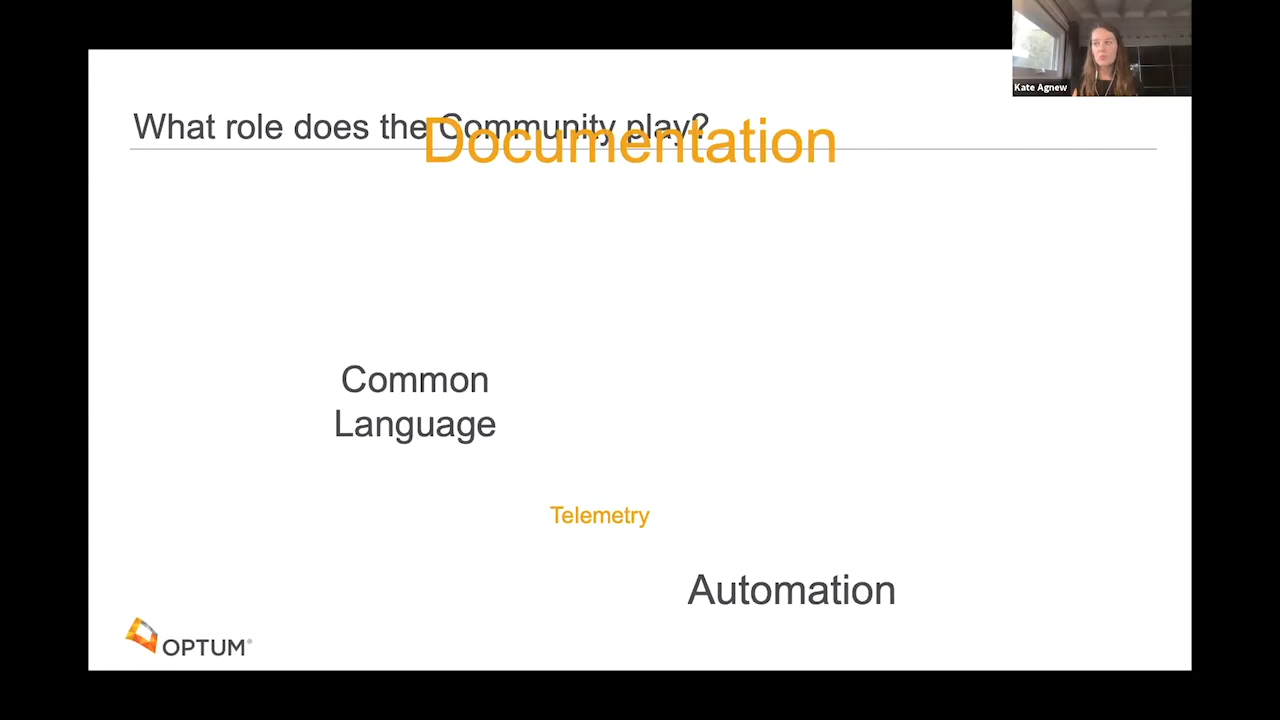 Kate Agnew
What role does the Community play?
Documentation
Common
Language
Telemetry
Automation
OPTUM®